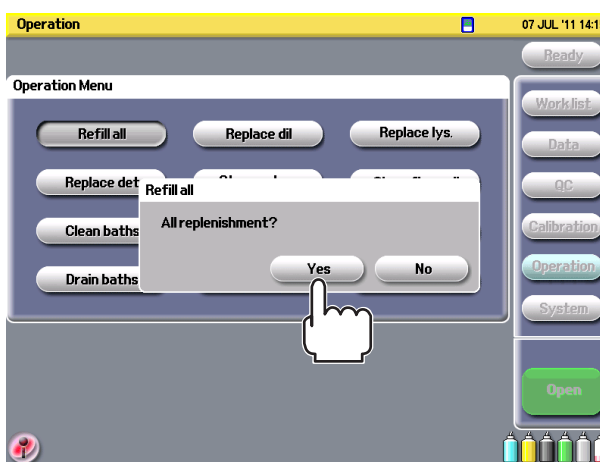 Operation
07 JUL '11 14:1
Ready
Operation Menu
Work list
Refill all
Replace dil
Replace lys.
Data
Replace det
QC
Refill all
All replenishment?
Clean baths
Calibration
Yes
No
Operation
Drain baths
System
Open